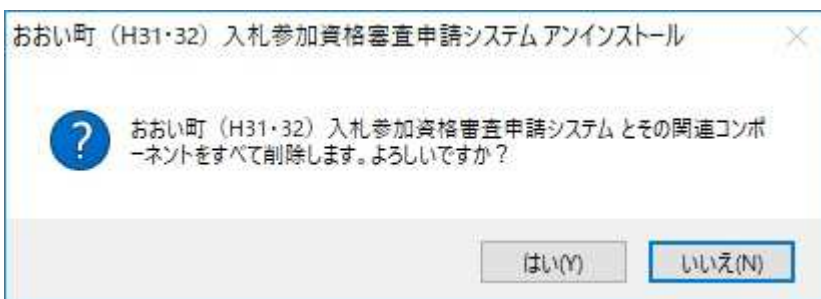 おおい町（H31・32）入札参加資格審査申請システム アンインストール
おおい町（H31・32）入札参加資格審査申請システム とその関連コンポ
ーネントをすべて削除します。よろしいですか？
はい(Y)
いいえ(N)